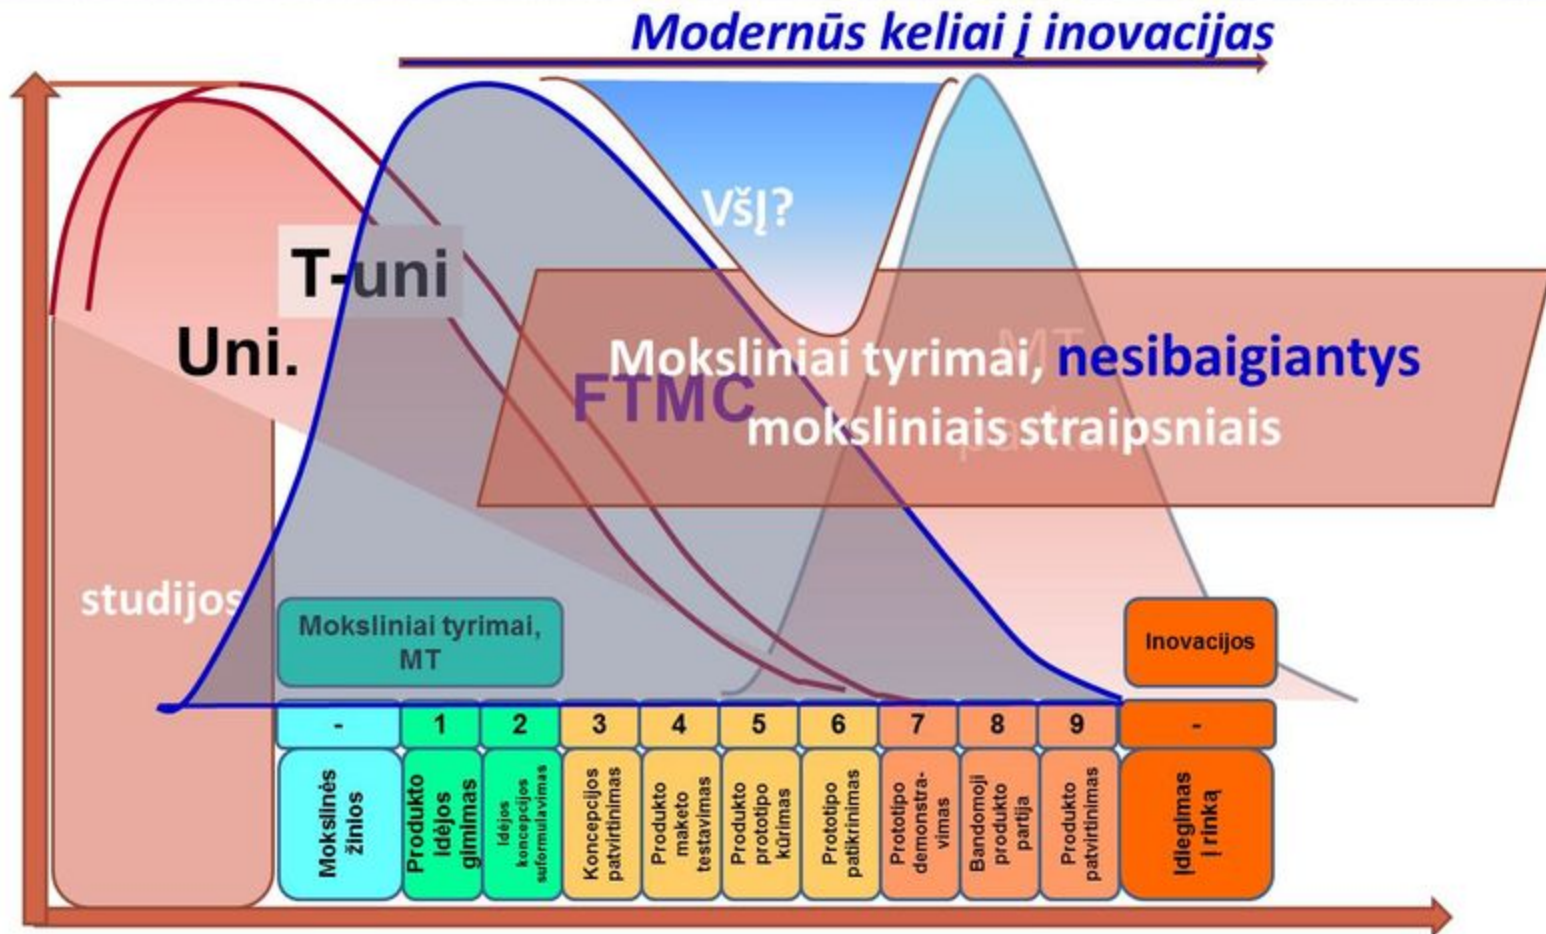 Modernūs keliai į inovacijas
VšĮ?
T-uni
Uni.
MT
Moksliniai tyrimai, nesibaigiantys
FTMC
moksliniais straipsniais
studijos
Moksliniai tyrimai,
MT
Inovacijos
-
1
2
3
4
5
6
7
8
9
-
Mokslinės
žinios
Produkto
idėjos
gimimas
Idėjos
koncepcijos
suformulavimas
Koncepcijos
patvirtinimas
Produkto
maketo
testavimas
Produkto
prototipo
kūrimas
Prototipo
patikrinimas
Prototipo
demonstra-
vimas
Bandomoji
produkto
partija
Produkto
patvirtinimas
Įdiegimas
į rinką